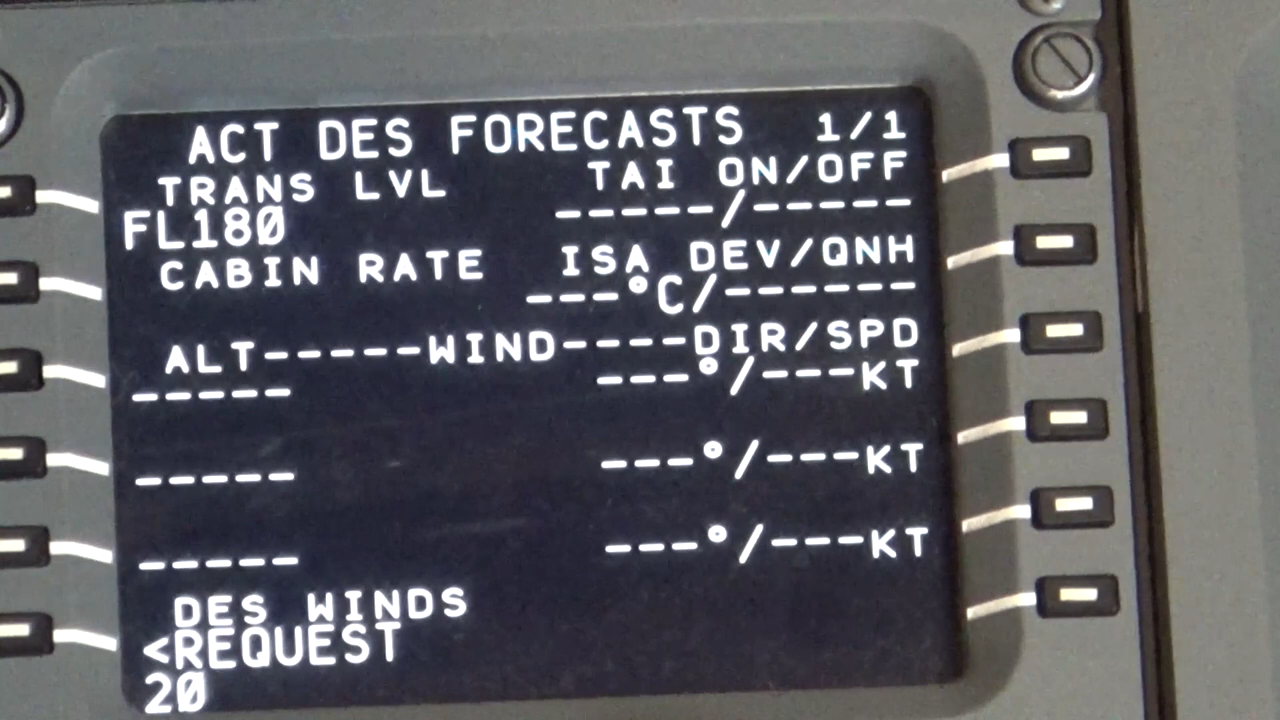 ACT DES FORECASTS 1/1
TRANS LVL TAI ON/OFF
FL180 -----/-----
CABIN RATE ISA DEV/QNH
---°C/------
ALT-----WIND----DIR/SPD
----- ---°/---KT
----- ---°/---KT
----- ---°/---KT
DES WINDS
<REQUEST
20